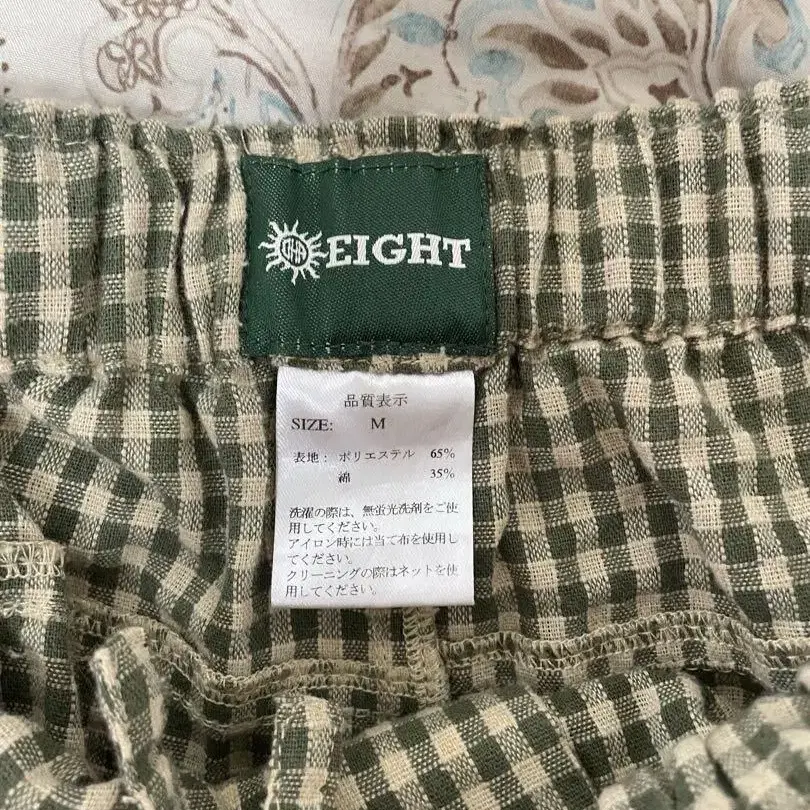 OHA EIGHT
品質表示
SIZE: M
表地： ポリエステル 65%
綿 35%
洗濯の際は、無蛍光洗剤をご使
用してください。
アイロン時には当て布を使用し
てください。
クリーニングの際はネットを使
用してください。